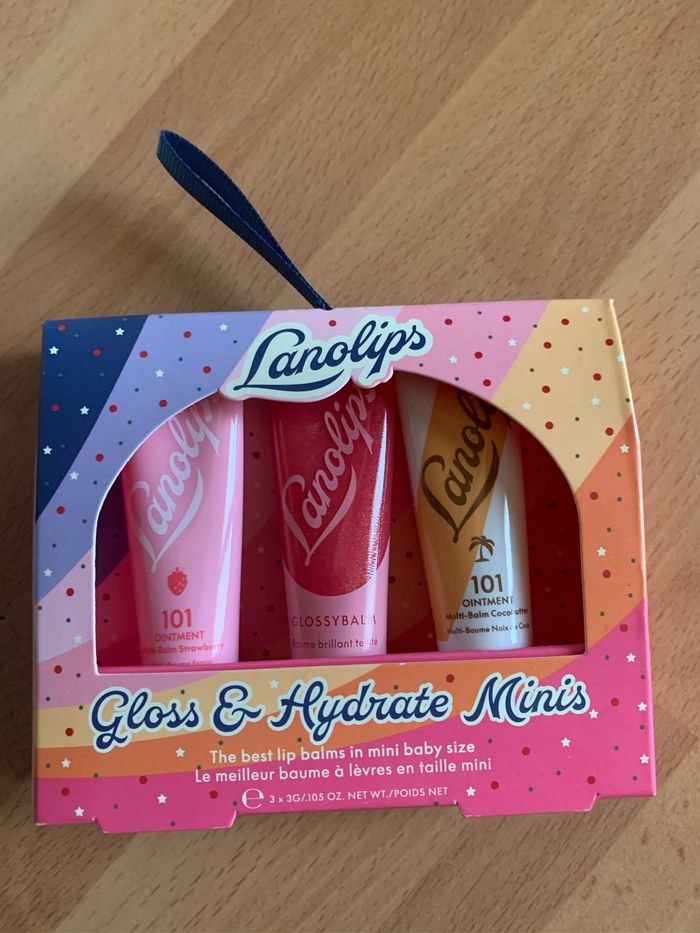 Lanolips
Lanolips
101
OINTMENT
Multi-Balm Strawberry
Lanolips
GLOSSYBALM
Baume brillant teinté
Lanolips
101
OINTMENT
Multi-Balm Coconutter
Multi-Baume Noix de Coco
Gloss & Hydrate Minis
The best lip balms in mini baby size
Le meilleur baume à lèvres en taille mini
℮ 3 x 3G/.105 OZ. NET WT./POIDS NET